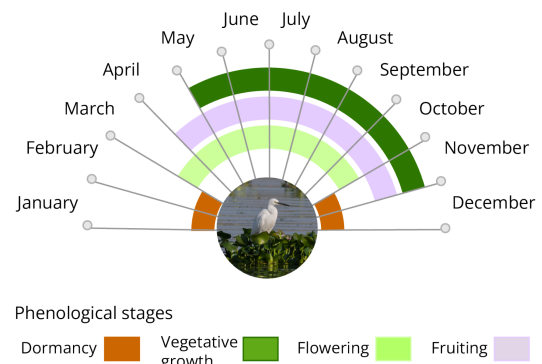 June
July
May
August
April
September
March
October
February
November
January
December
Phenological stages
Dormancy
Vegetative
growth
Flowering
Fruiting